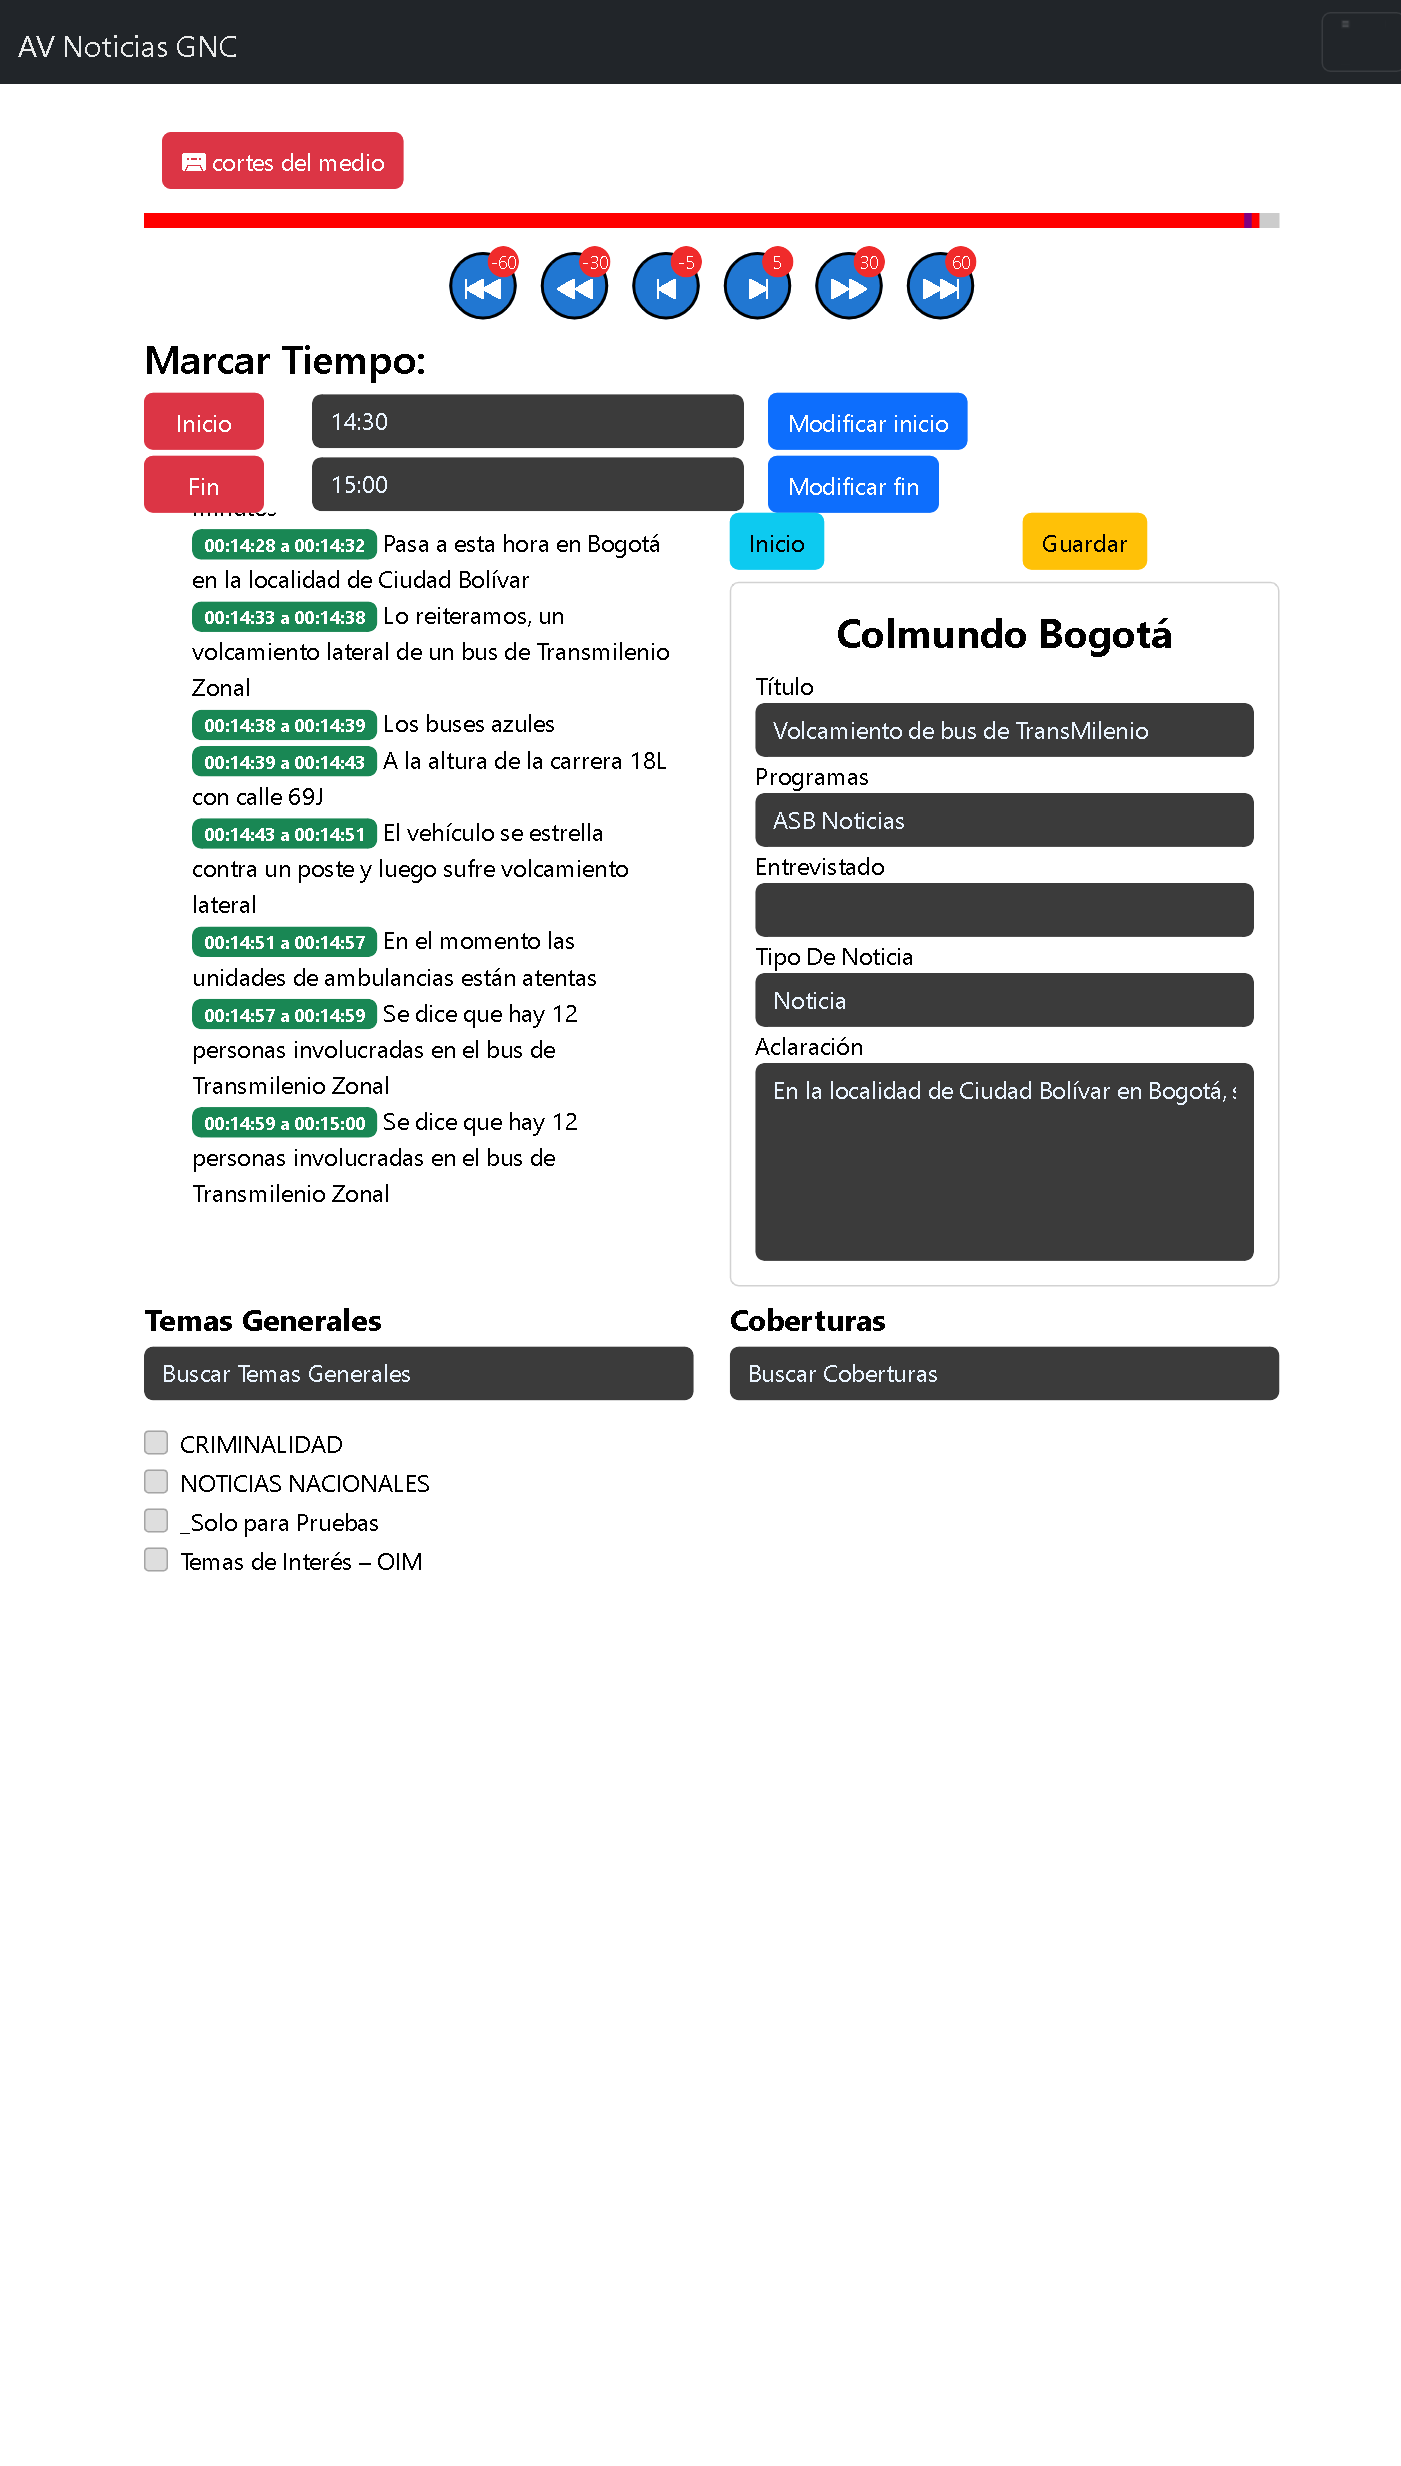 AV Noticias GNC
cortes del medio
-60
-30
-5
5
30
60
Marcar Tiempo:
Inicio
14:30
Modificar inicio
Fin
15:00
Modificar fin
minutos
00:14:28 a 00:14:32 Pasa a esta hora en Bogotá
en la localidad de Ciudad Bolívar
00:14:33 a 00:14:38 Lo reiteramos, un
volcamiento lateral de un bus de Transmilenio
Zonal
00:14:38 a 00:14:39 Los buses azules
00:14:39 a 00:14:43 A la altura de la carrera 18L
con calle 69J
00:14:43 a 00:14:51 El vehículo se estrella
contra un poste y luego sufre volcamiento
lateral
00:14:51 a 00:14:57 En el momento las
unidades de ambulancias están atentas
00:14:57 a 00:14:59 Se dice que hay 12
personas involucradas en el bus de
Transmilenio Zonal
00:14:59 a 00:15:00 Se dice que hay 12
personas involucradas en el bus de
Transmilenio Zonal
Inicio
Guardar
Colmundo Bogotá
Título
Volcamiento de bus de TransMilenio
Programas
ASB Noticias
Entrevistado
Tipo De Noticia
Noticia
Aclaración
En la localidad de Ciudad Bolívar en Bogotá,
Temas Generales
Buscar Temas Generales
CRIMINALIDAD
NOTICIAS NACIONALES
_Solo para Pruebas
Temas de Interés – OIM
Coberturas
Buscar Coberturas